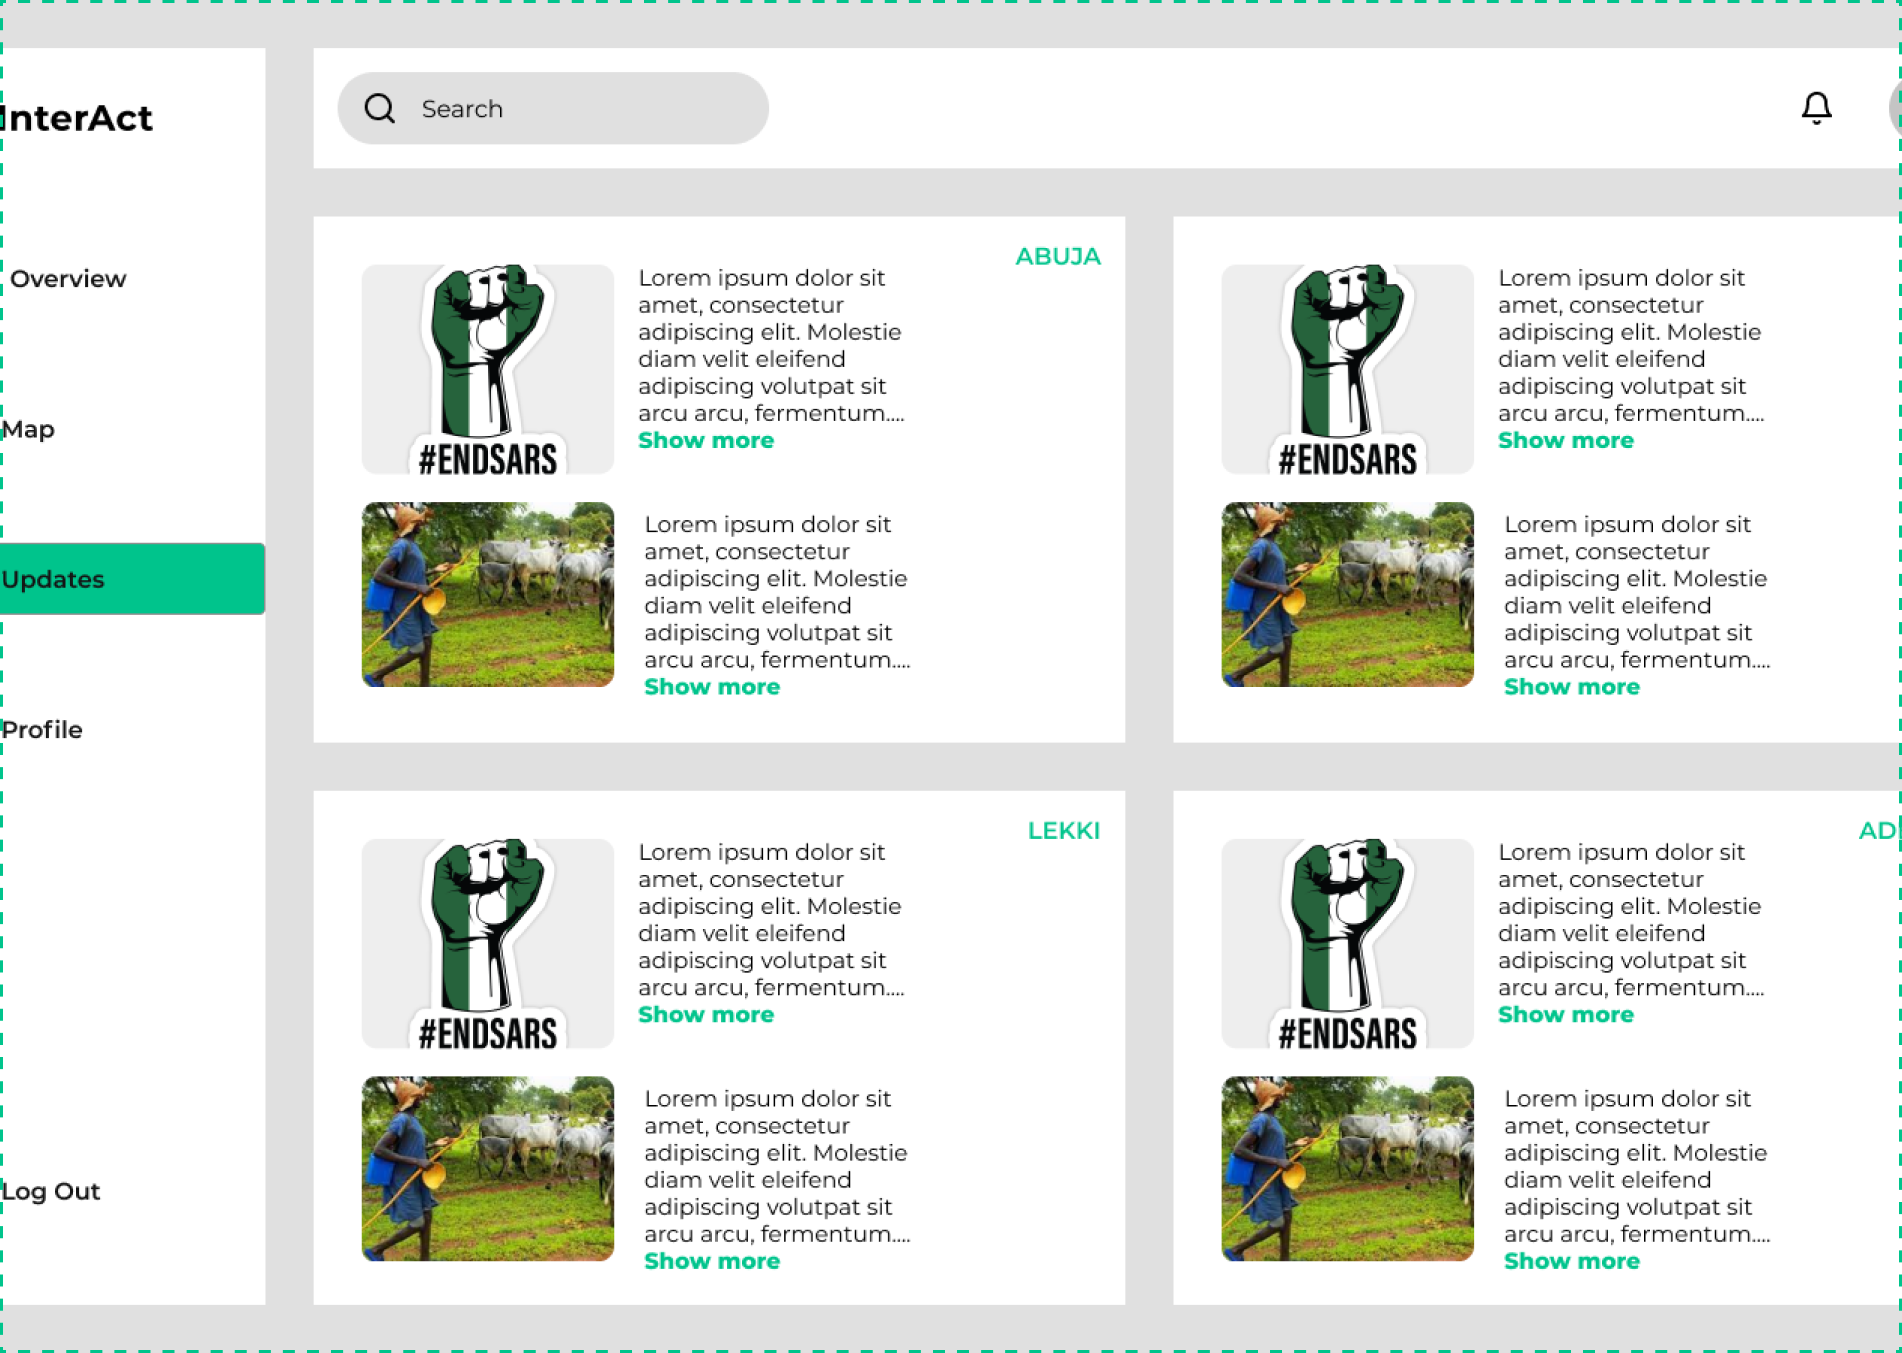 InterAct
Overview
Map
Updates
Profile
Log Out
Search
ABUJA
Lorem ipsum dolor sit
amet, consectetur
adipiscing elit. Molestie
diam velit eleifend
adipiscing volutpat sit
arcu arcu, fermentum....
Show more
#ENDSARS
Lorem ipsum dolor sit
amet, consectetur
adipiscing elit. Molestie
diam velit eleifend
adipiscing volutpat sit
arcu arcu, fermentum....
Show more
Lorem ipsum dolor sit
amet, consectetur
adipiscing elit. Molestie
diam velit eleifend
adipiscing volutpat sit
arcu arcu, fermentum....
Show more
#ENDSARS
Lorem ipsum dolor sit
amet, consectetur
adipiscing elit. Molestie
diam velit eleifend
adipiscing volutpat sit
arcu arcu, fermentum....
Show more
LEKKI
Lorem ipsum dolor sit
amet, consectetur
adipiscing elit. Molestie
diam velit eleifend
adipiscing volutpat sit
arcu arcu, fermentum....
Show more
#ENDSARS
Lorem ipsum dolor sit
amet, consectetur
adipiscing elit. Molestie
diam velit eleifend
adipiscing volutpat sit
arcu arcu, fermentum....
Show more
Lorem ipsum dolor sit
amet, consectetur
adipiscing elit. Molestie
diam velit eleifend
adipiscing volutpat sit
arcu arcu, fermentum....
Show more
#ENDSARS
Lorem ipsum dolor sit
amet, consectetur
adipiscing elit. Molestie
diam velit eleifend
adipiscing volutpat sit
arcu arcu, fermentum....
Show more